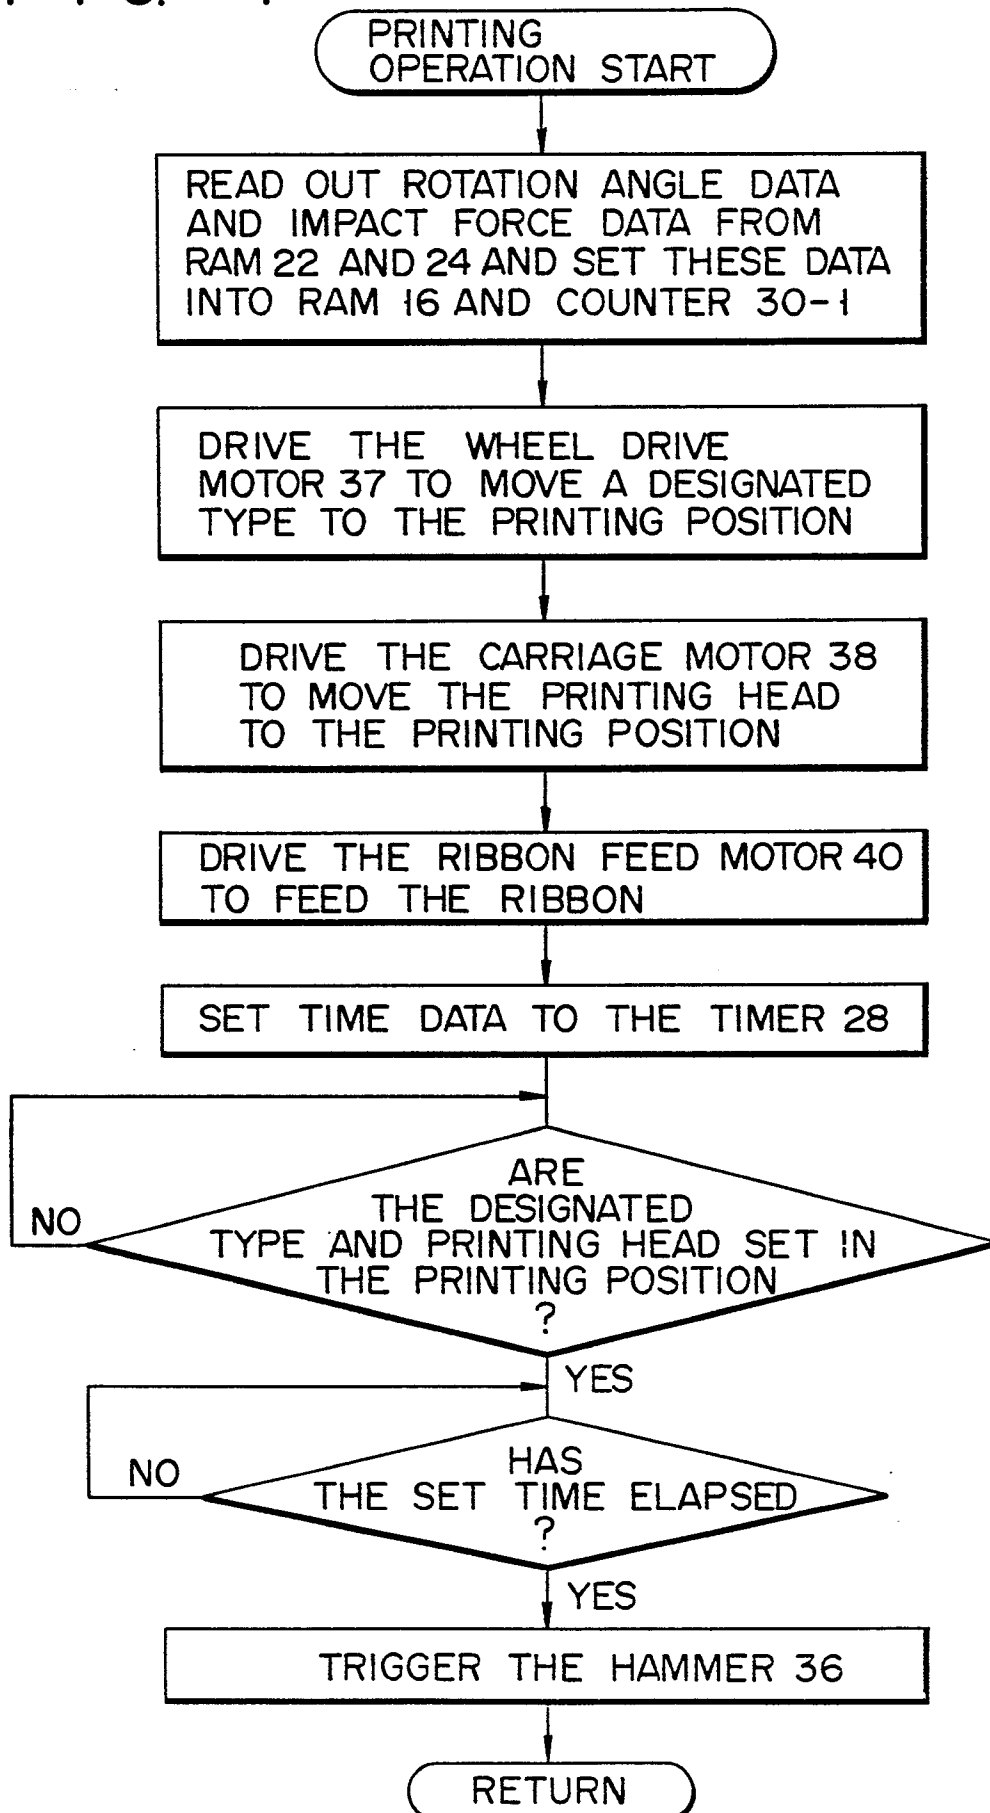 PRINTING
OPERATION START
READ OUT ROTATION ANGLE DATA
AND IMPACT FORCE DATA FROM
RAM 22 AND 24 AND SET THESE DATA
INTO RAM 16 AND COUNTER 30-1
DRIVE THE WHEEL DRIVE
MOTOR 37 TO MOVE A DESIGNATED
TYPE TO THE PRINTING POSITION
DRIVE THE CARRIAGE MOTOR 38
TO MOVE THE PRINTING HEAD
TO THE PRINTING POSITION
DRIVE THE RIBBON FEED MOTOR 40
TO FEED THE RIBBON
SET TIME DATA TO THE TIMER 28
ARE
THE DESIGNATED
TYPE AND PRINTING HEAD SET IN
THE PRINTING POSITION
?
NO
YES
HAS
THE SET TIME ELAPSED
?
NO
YES
TRIGGER THE HAMMER 36
RETURN